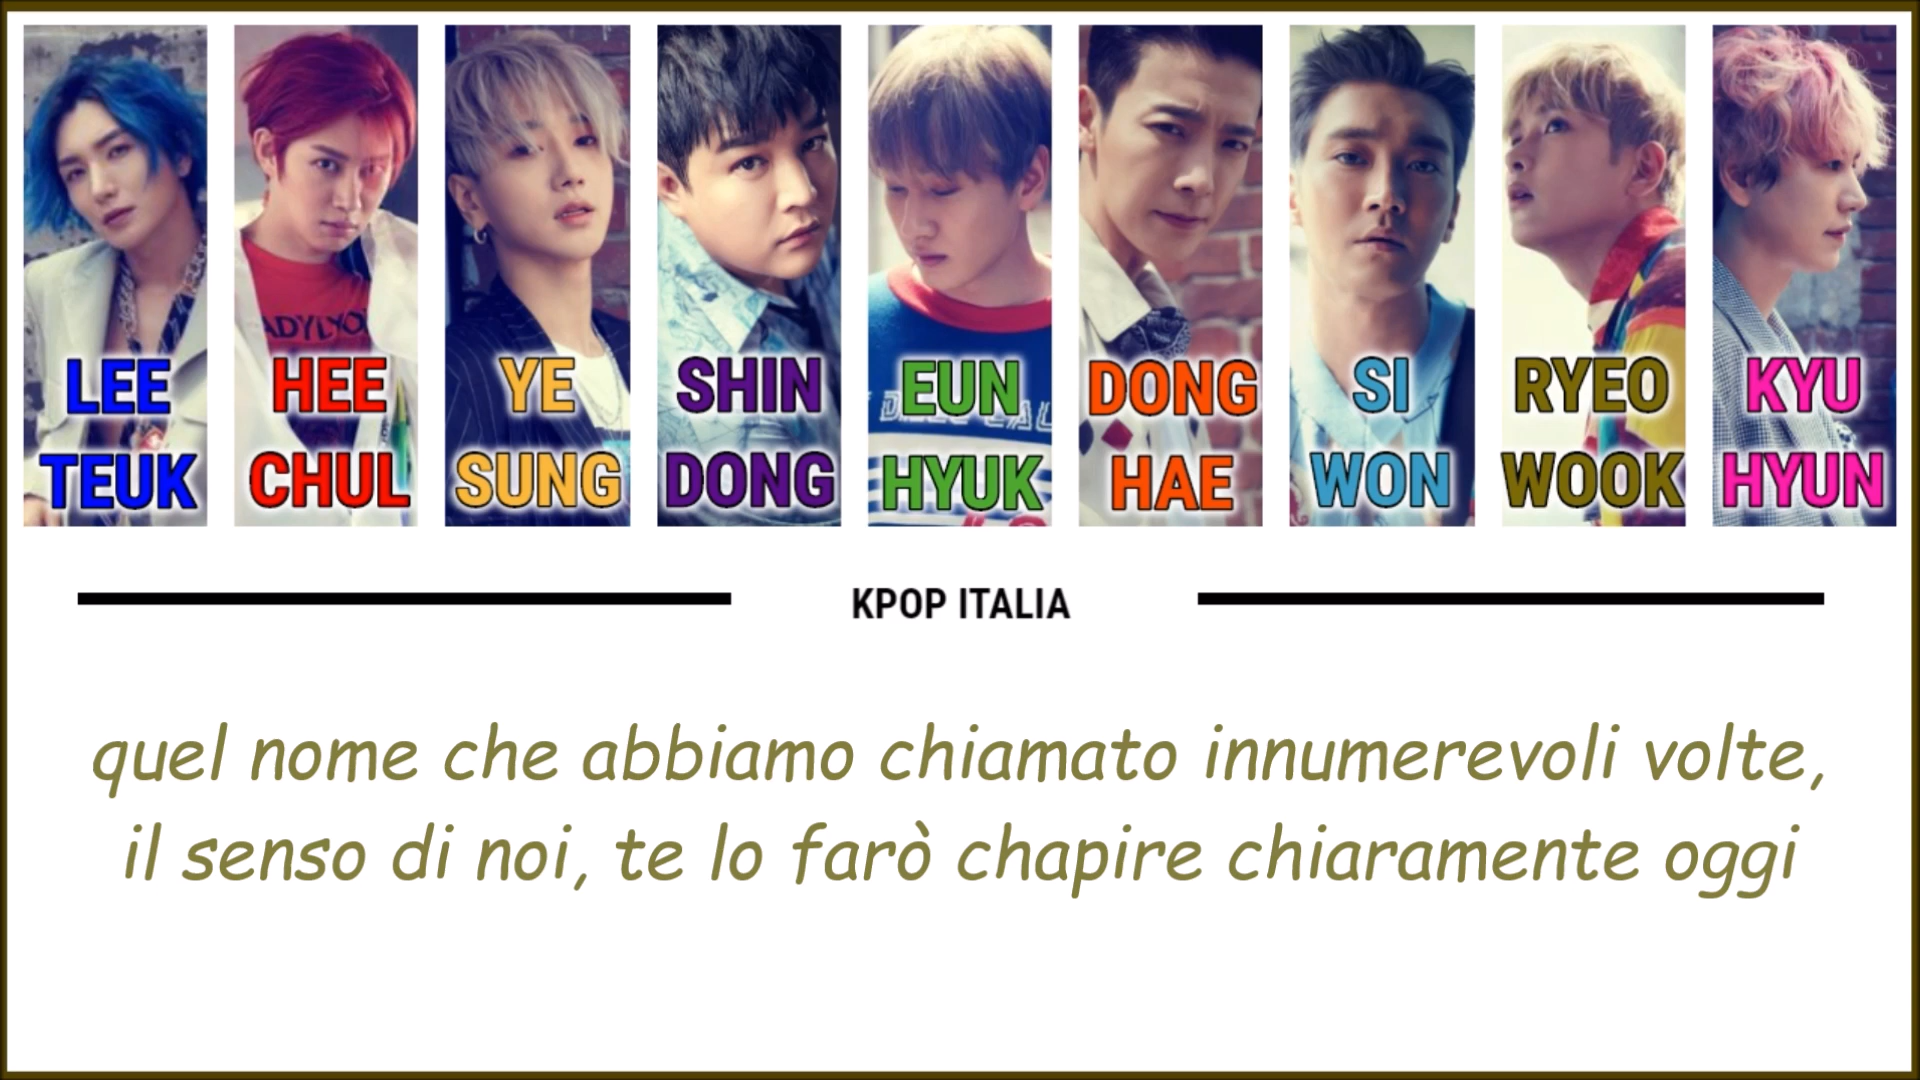 LEE
TEUK
HEE
CHUL
YE
SUNG
SHIN
DONG
EUN
HYUK
DONG
HAE
SI
WON
RYEO
WOOK
KYU
HYUN
KPOP ITALIA
quel nome che abbiamo chiamato innumerevoli volte,
il senso di noi, te lo farò chapire chiaramente oggi